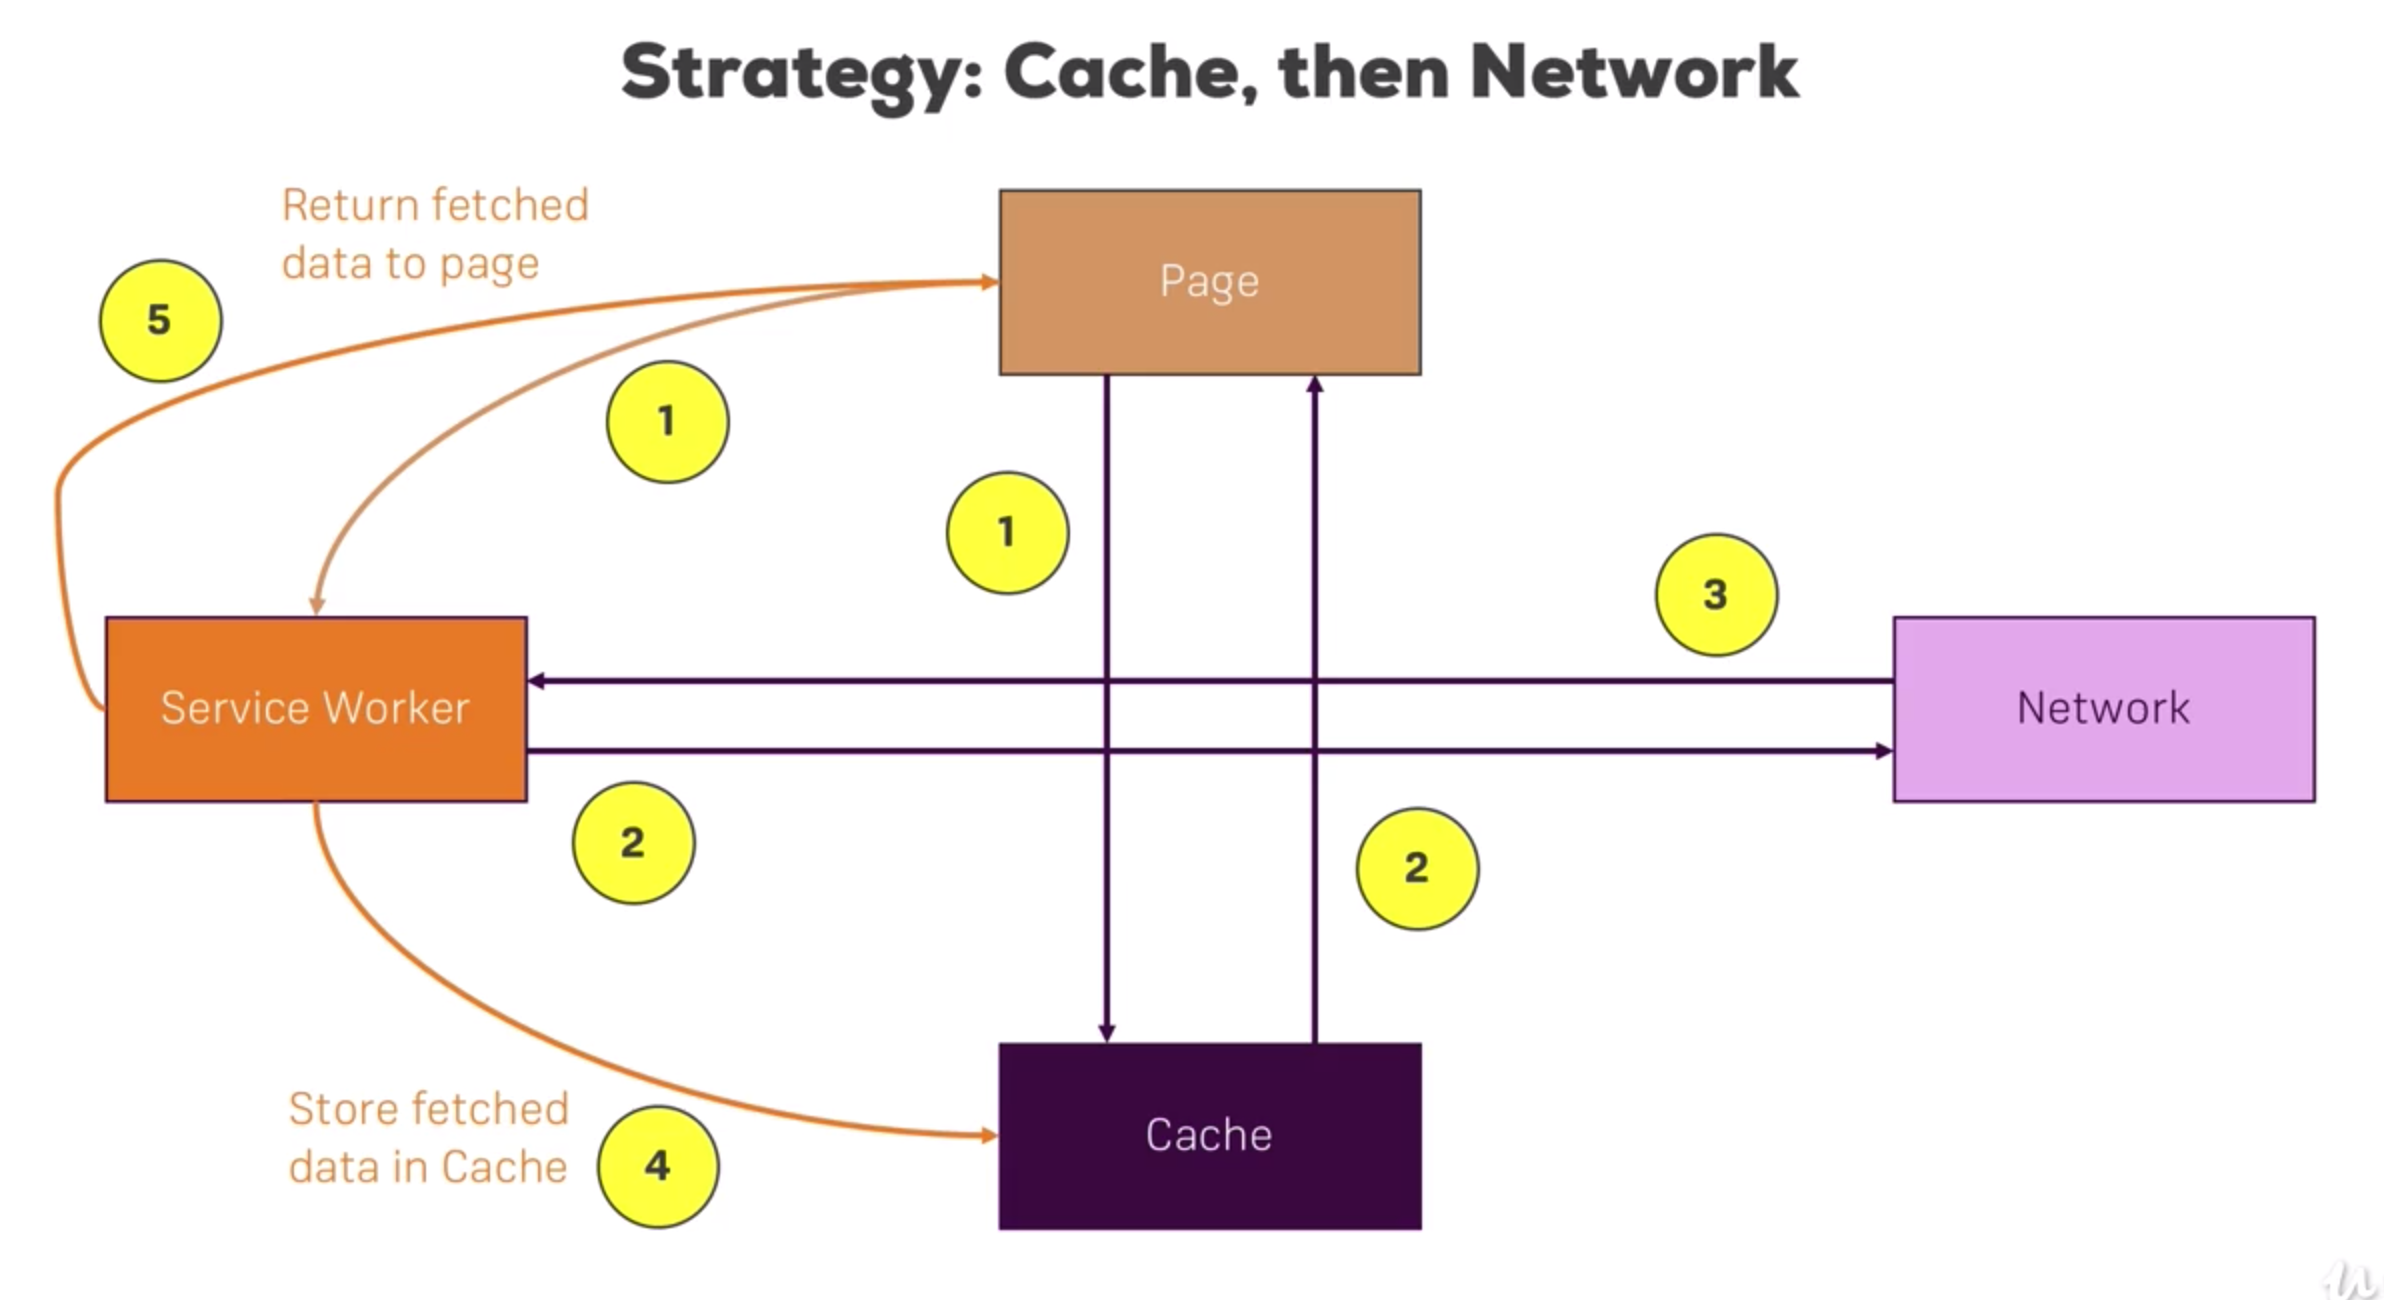 Strategy: Cache, then Network
Return fetched
data to page
Page
5
1
1
3
Service Worker
Network
2
2
Store fetched
data in Cache
4
Cache